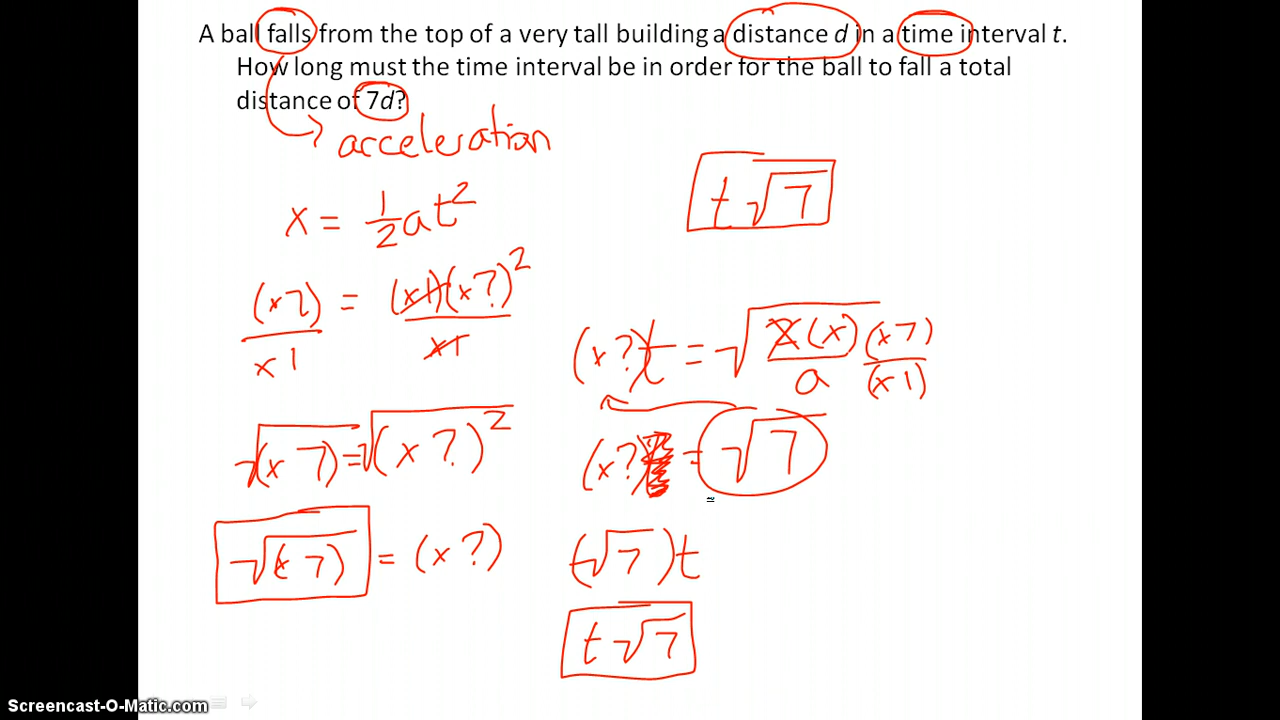 A ball falls from the top of a very tall building a distance d in a time interval t.
How long must the time interval be in order for the ball to fall a total
distance of 7d?
acceleration
t√7
x = 1/2 at²
(x7)/x1 = (x1)(x?)²/x1
(x?)t = √(2(x)/a (x7)/(x1))
√(x7) = √(x?)²
(x?) = √7
√(x7) = (x?)
(√7)t
t√7
Screencast-O-Matic.com